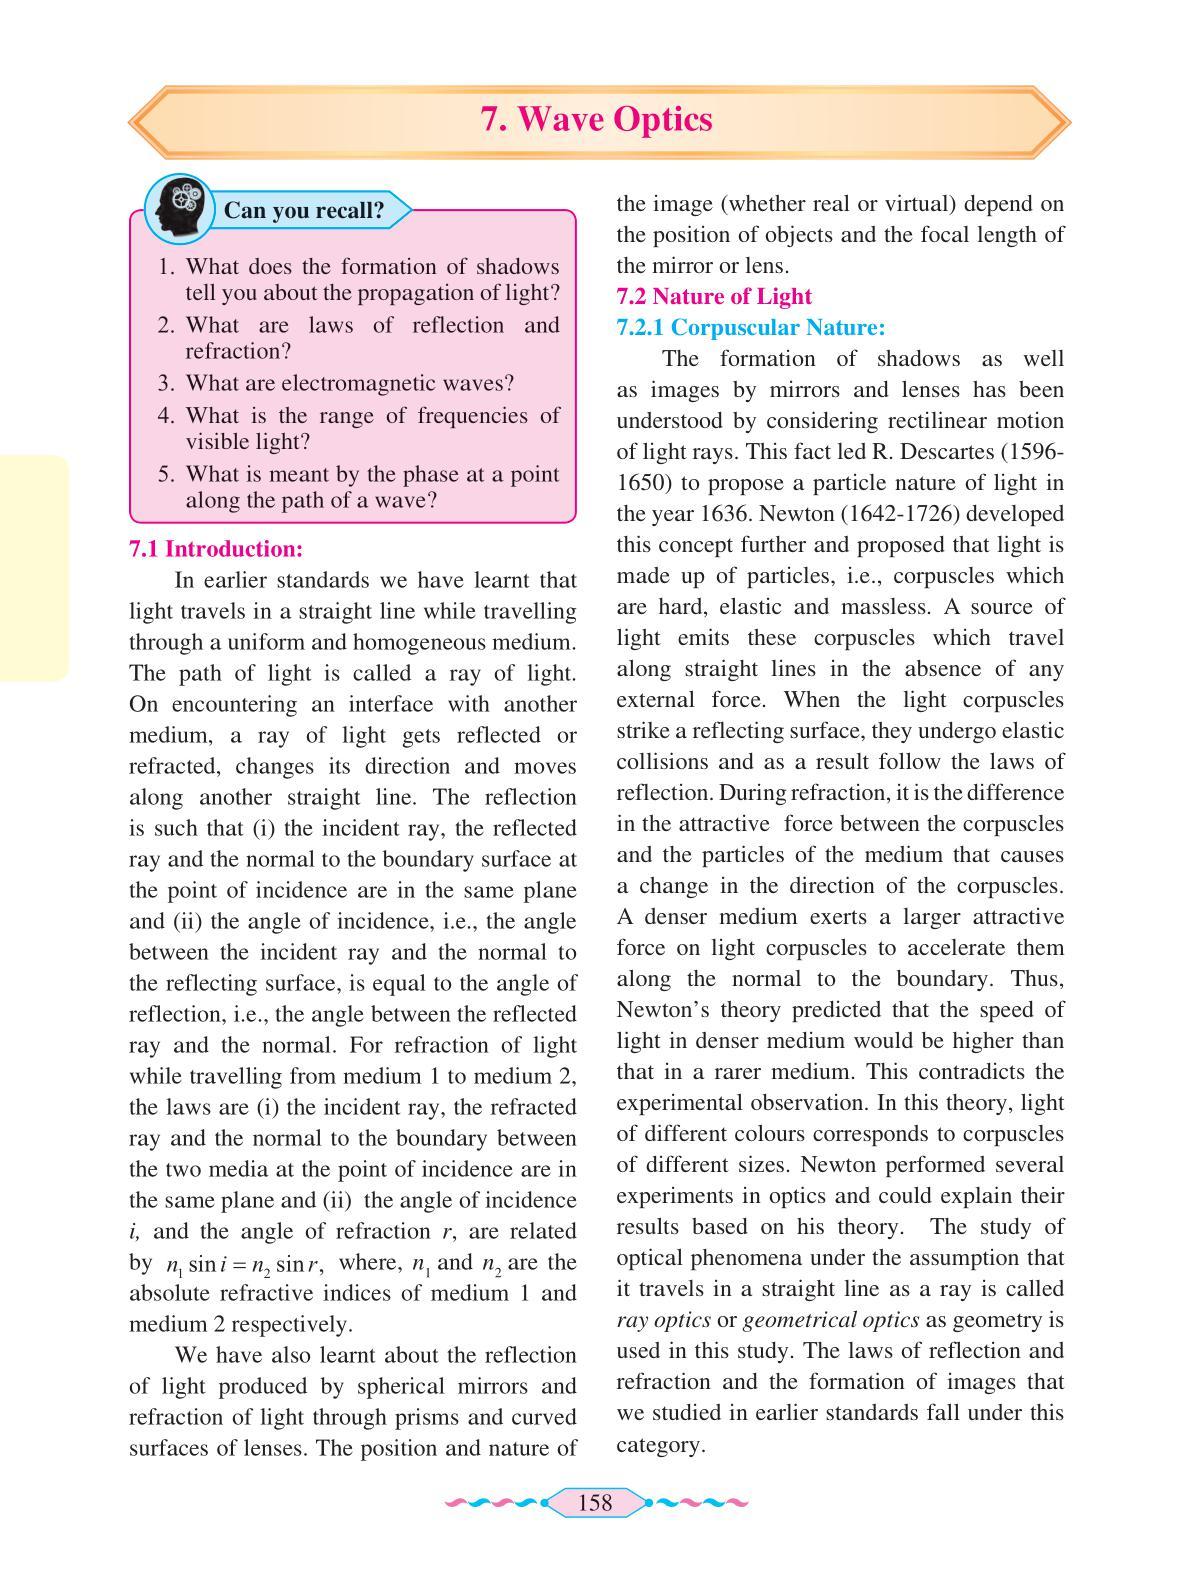 7. Wave Optics
Can you recall?
1. What does the formation of shadows
tell you about the propagation of light?
2. What are laws of reflection and
refraction?
3. What are electromagnetic waves?
4. What is the range of frequencies of
visible light?
5. What is meant by the phase at a point
along the path of a wave?
7.1 Introduction:
In earlier standards we have learnt that
light travels in a straight line while travelling
through a uniform and homogeneous medium.
The path of light is called a ray of light.
On encountering an interface with another
medium, a ray of light gets reflected or
refracted, changes its direction and moves
along another straight line. The reflection
is such that (i) the incident ray, the reflected
ray and the normal to the boundary surface at
the point of incidence are in the same plane
and (ii) the angle of incidence, i.e., the angle
between the incident ray and the normal to
the reflecting surface, is equal to the angle of
reflection, i.e., the angle between the reflected
ray and the normal. For refraction of light
while travelling from medium 1 to medium 2,
the laws are (i) the incident ray, the refracted
ray and the normal to the boundary between
the two media at the point of incidence are in
the same plane and (ii) the angle of incidence
i, and the angle of refraction r, are related
by n₁ sin i = n₂ sin r, where, n₁ and n₂ are the
absolute refractive indices of medium 1 and
medium 2 respectively.
We have also learnt about the reflection
of light produced by spherical mirrors and
refraction of light through prisms and curved
surfaces of lenses. The position and nature of
the image (whether real or virtual) depend on
the position of objects and the focal length of
the mirror or lens.
7.2 Nature of Light
7.2.1 Corpuscular Nature:
The formation of shadows as well
as images by mirrors and lenses has been
understood by considering rectilinear motion
of light rays. This fact led R. Descartes (1596-
1650) to propose a particle nature of light in
the year 1636. Newton (1642-1726) developed
this concept further and proposed that light is
made up of particles, i.e., corpuscles which
are hard, elastic and massless. A source of
light emits these corpuscles which travel
along straight lines in the absence of any
external force. When the light corpuscles
strike a reflecting surface, they undergo elastic
collisions and as a result follow the laws of
reflection. During refraction, it is the difference
in the attractive force between the corpuscles
and the particles of the medium that causes
a change in the direction of the corpuscles.
A denser medium exerts a larger attractive
force on light corpuscles to accelerate them
along the normal to the boundary. Thus,
Newton's theory predicted that the speed of
light in denser medium would be higher than
that in a rarer medium. This contradicts the
experimental observation. In this theory, light
of different colours corresponds to corpuscles
of different sizes. Newton performed several
experiments in optics and could explain their
results based on his theory. The study of
optical phenomena under the assumption that
it travels in a straight line as a ray is called
ray optics or geometrical optics as geometry is
used in this study. The laws of reflection and
refraction and the formation of images that
we studied in earlier standards fall under this
category.
158